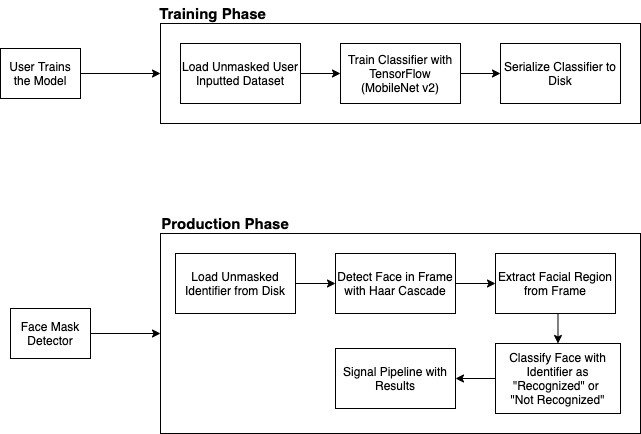 Training Phase
User Trains
the Model
Load Unmasked User
Inputted Dataset
Train Classifier with
TensorFlow
(MobileNet v2)
Serialize Classifier to
Disk
Production Phase
Face Mask
Detector
Load Unmasked
Identifier from Disk
Detect Face in Frame
with Haar Cascade
Extract Facial Region
from Frame
Classify Face with
Identifier as
"Recognized" or
"Not Recognized"
Signal Pipeline with
Results